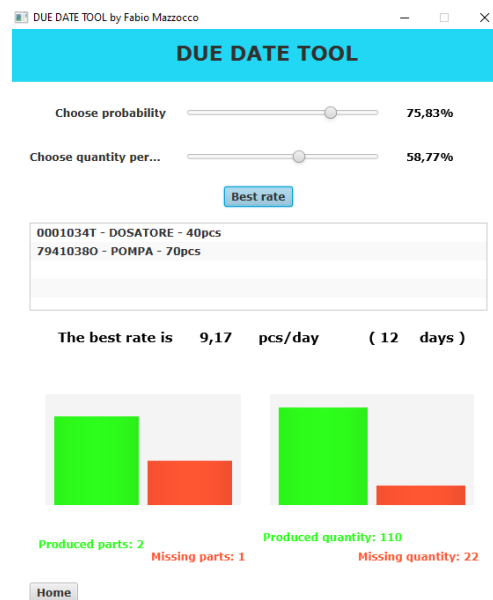 DUE DATE TOOL by Fabio Mazzocco
DUE DATE TOOL
Choose probability 75,83%
Choose quantity per... 58,77%
Best rate
0001034T - DOSATORE - 40pcs
7941038O - POMPA - 70pcs
The best rate is 9,17 pcs/day ( 12 days )
Produced parts: 2
Missing parts: 1
Produced quantity: 110
Missing quantity: 22
Home